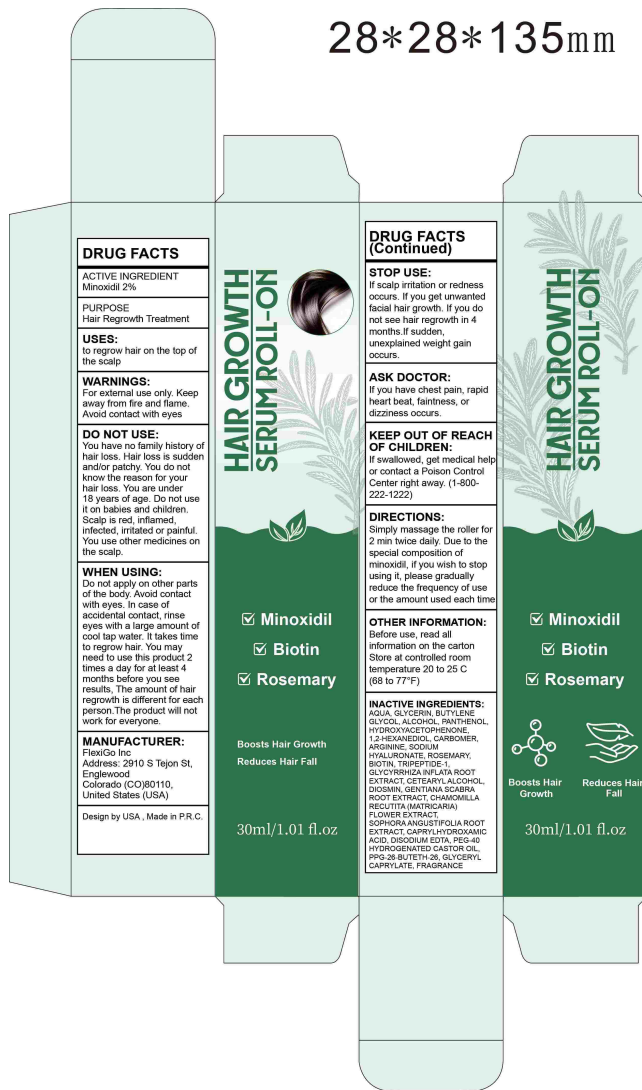 28*28*135mm
DRUG FACTS
ACTIVE INGREDIENT
Minoxidil 2%
PURPOSE
Hair Regrowth Treatment
USES:
to regrow hair on the top of
the scalp
WARNINGS:
For external use only. Keep
away from fire and flame.
Avoid contact with eyes
DO NOT USE:
You have no family history of
hair loss. Hair loss is sudden
and/or patchy. You do not
know the reason for your
hair loss. You are under
18 years of age. Do not use
it on babies and children.
Scalp is red, inflamed,
infected, irritated or painful.
You use other medicines on
the scalp.
WHEN USING:
Do not apply on other parts
of the body. Avoid contact
with eyes. In case of
accidental contact, rinse
eyes with a large amount of
cool tap water. It takes time
to regrow hair. You may
need to use this product 2
times a day for at least 4
months before you see
results, The amount of hair
regrowth is different for each
person.The product will not
work for everyone.
MANUFACTURER:
FlexiGo Inc
Address: 2910 S Tejon St,
Englewood
Colorado (CO)80110,
United States (USA)
Design by USA , Made in P.R.C.
HAIR GROWTH
SERUM ROLL-ON
Minoxidil
Biotin
Rosemary
Boosts Hair Growth
Reduces Hair Fall
30ml/1.01 fl.oz
DRUG FACTS
(Continued)
STOP USE:
If scalp irritation or redness
occurs. If you get unwanted
facial hair growth. If you do
not see hair regrowth in 4
months.If sudden,
unexplained weight gain
occurs.
ASK DOCTOR:
If you have chest pain, rapid
heart beat, faintness, or
dizziness occurs.
KEEP OUT OF REACH
OF CHILDREN:
If swallowed, get medical help
or contact a Poison Control
Center right away. (1-800-
222-1222)
DIRECTIONS:
Simply massage the roller for
2 min twice daily. Due to the
special composition of
minoxidil, if you wish to stop
using it, please gradually
reduce the frequency of use
or the amount used each time
OTHER INFORMATION:
Before use, read all
information on the carton
Store at controlled room
temperature 20 to 25 C
(68 to 77°F)
INACTIVE INGREDIENTS:
AQUA, GLYCERIN, BUTYLENE
GLYCOL, ALCOHOL, PANTHENOL,
HYDROXYACETOPHENONE,
1,2-HEXANEDIOL, CARBOMER,
ARGININE, SODIUM
HYALURONATE, ROSEMARY,
BIOTIN, TRIPEPTIDE-1,
GLYCYRRHIZA INFLATA ROOT
EXTRACT, CETEARYL ALCOHOL,
DIOSMIN, GENTIANA SCABRA
ROOT EXTRACT, CHAMOMILLA
RECUTITA (MATRICARIA)
FLOWER EXTRACT,
SOPHORA ANGUSTIFOLIA ROOT
EXTRACT, CAPRYLHYDROXAMIC
ACID, DISODIUM EDTA, PEG-40
HYDROGENATED CASTOR OIL,
PPG-26-BUTETH-26, GLYCERYL
CAPRYLATE, FRAGRANCE
HAIR GROWTH
SERUM ROLL-ON
Minoxidil
Biotin
Rosemary
Boosts Hair
Growth
Reduces Hair
Fall
30ml/1.01 fl.oz